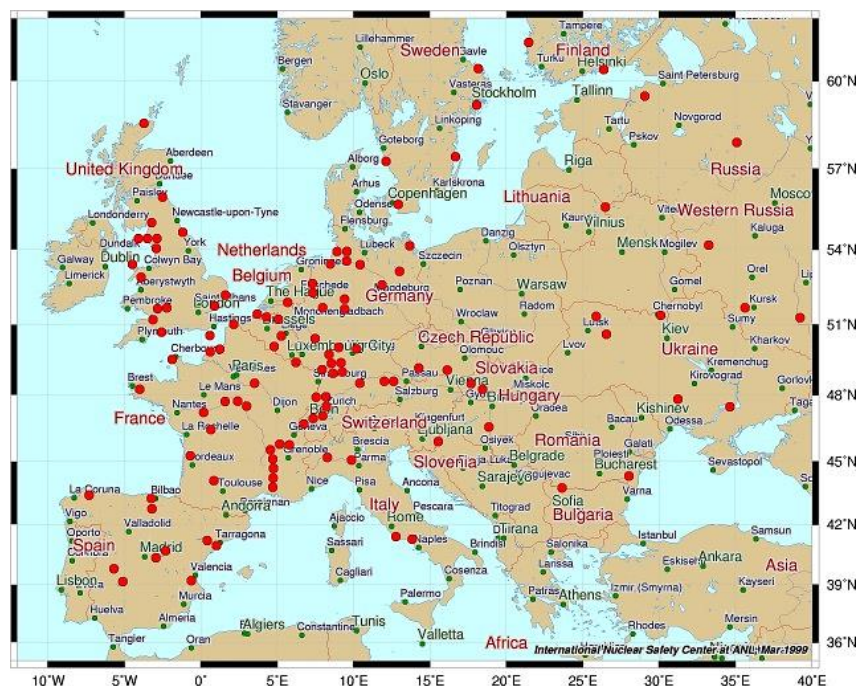 Lillehammer
Sweden
Gavle
Tampere
Finland
Bergen
Oslo
Turku
Helsinki
60°N
Vasteras
Saint Petersburg
Stavanger
Stockholm
Tallinn
Linkoping
Tartu
Novgorod
Pskov
Aberdeen
Goteborg
United Kingdom
Alborg
57°N
Dundee
Riga
Russia
Paisley
Arhus
Karlskrona
Copenhagen
Lithuania
Londonderry
Odense
Moscow
Newcastle-upon-Tyne
Flensburg
Western Russia
Vilnius
Danzig
Kaluga
Dundalk
York
Netherlands
Lubeck
Olsztyn
Mensk
Mogilev
54°N
Galway
Dublin
Colwyn Bay
Groningen
Szczecin
Limerick
Aberystwyth
Belgium
Orel
The Hague
Enschede
Magdeburg
Poznan
Warsaw
Gomel
Pembroke
London
Germany
Monchengladbach
Radom
Chernobyl
Kursk
Hastings
Brussels
Wroclaw
Lutsk
Sumy
51°N
Plymouth
Czech Republic
Kiev
Cherbourg
Luxembourg City
Olomouc
Lvov
Kharkov
Ukraine
Paris
Slovakia
Kremenchug
Brest
Le Mans
Vienna
Miskolc
Kirovograd
48°N
Dijon
Salzburg
Hungary
Nantes
Bern
Zurich
Oradea
Kishinev
France
Switzerland
Klagenfurt
Bacau
La Rochelle
Geneva
Ljubljana
Romania
Odessa
Grenoble
Brescia
Osiyek
Galati
Bordeaux
Parma
Slovenia
Belgrade
Ploiesti
45°N
Bucharest
Sevastopol
La Coruna
Bilbao
Toulouse
Nice
Pisa
Ancona
Sarajevo
Sofia
Varna
Vigo
Andorra
Italy
Pescara
Bulgaria
Oporto
Valladolid
Ajaccio
Rome
Titograd
Samsun
42°N
Spain
Tarragona
Naples
Tirana
Istanbul
Madrid
Sassari
Brindisi
Salonika
Ankara
Asia
Eskisehir
Lisbon
Valencia
Cagliari
Cosenza
Larissa
Kayseri
39°N
Murcia
Izmir (Smyrna)
Huelva
Almeria
Palermo
Patras
Athens
Mersin
Tangier
Oran
Algiers
Constantine
Tunis
Valletta
Africa
Rhodes
36°N
International Nuclear Safety Center at ANL, Mar 1999
10°W 5°W 0°E 5°E 10°E 15°E 20°E 25°E 30°E 35°E 40°E